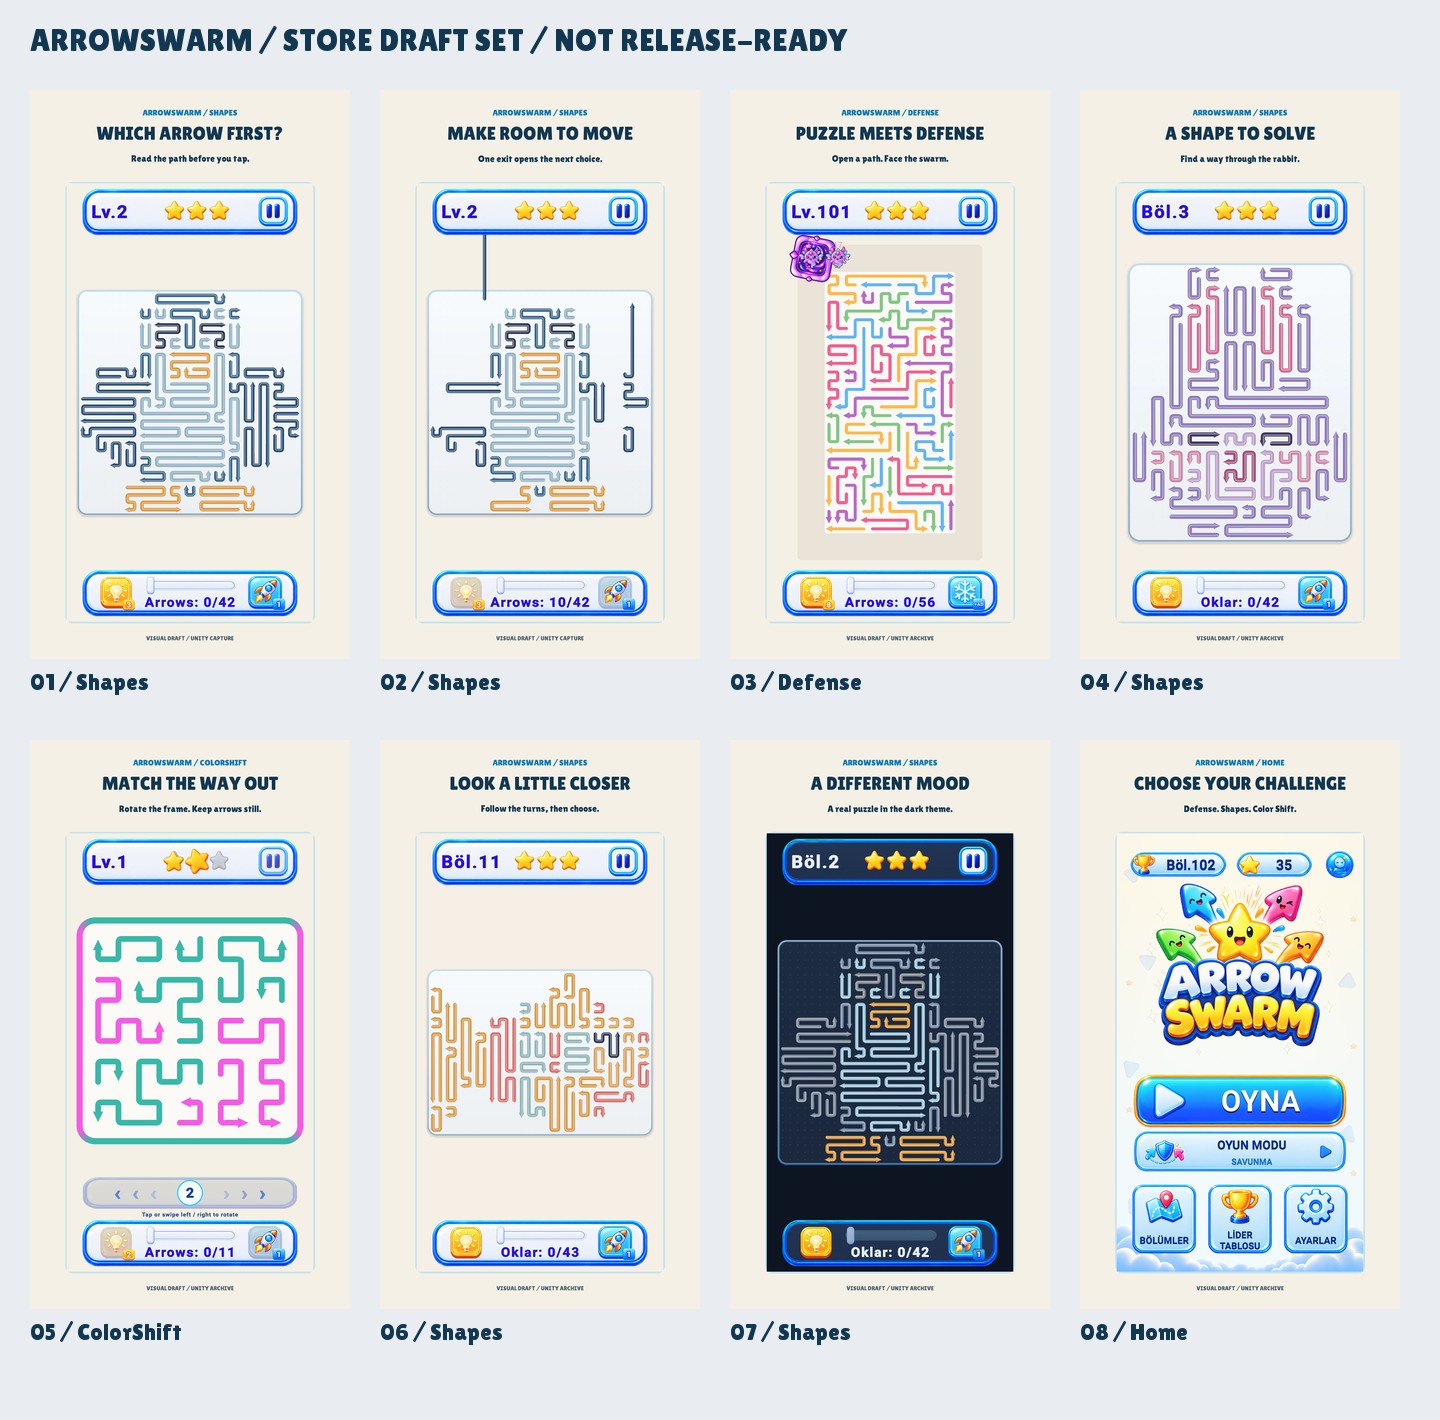 ARROWSWARM / STORE DRAFT SET / NOT RELEASE-READY
ARROWSWARM / SHAPES
WHICH ARROW FIRST?
Read the path before you tap.
Lv.2
3
Arrows: 0/42
1
VISUAL DRAFT / UNITY CAPTURE
01 / Shapes
ARROWSWARM / SHAPES
MAKE ROOM TO MOVE
One exit opens the next choice.
Lv.2
3
Arrows: 10/42
1
VISUAL DRAFT / UNITY CAPTURE
02 / Shapes
ARROWSWARM / DEFENSE
PUZZLE MEETS DEFENSE
Open a path. Face the swarm.
Lv.101
Arrows: 0/56
VISUAL DRAFT / UNITY ARCHIVE
03 / Defense
ARROWSWARM / SHAPES
A SHAPE TO SOLVE
Find a way through the rabbit.
Böl.3
Oklar: 0/42
1
VISUAL DRAFT / UNITY ARCHIVE
04 / Shapes
ARROWSWARM / COLORSHIFT
MATCH THE WAY OUT
Rotate the frame. Keep arrows still.
Lv.1
2
Tap or swipe left / right to rotate
2
Arrows: 0/11
1
VISUAL DRAFT / UNITY ARCHIVE
05 / ColorShift
ARROWSWARM / SHAPES
LOOK A LITTLE CLOSER
Follow the turns, then choose.
Böl.11
Oklar: 0/43
1
VISUAL DRAFT / UNITY ARCHIVE
06 / Shapes
ARROWSWARM / SHAPES
A DIFFERENT MOOD
A real puzzle in the dark theme.
Böl.2
Oklar: 0/42
1
VISUAL DRAFT / UNITY ARCHIVE
07 / Shapes
ARROWSWARM / HOME
CHOOSE YOUR CHALLENGE
Defense. Shapes. Color Shift.
Böl.102
35
ARROW
SWARM
OYNA
OYUN MODU
SAVUNMA
BÖLÜMLER
LİDER
TABLOSU
AYARLAR
VISUAL DRAFT / UNITY ARCHIVE
08 / Home